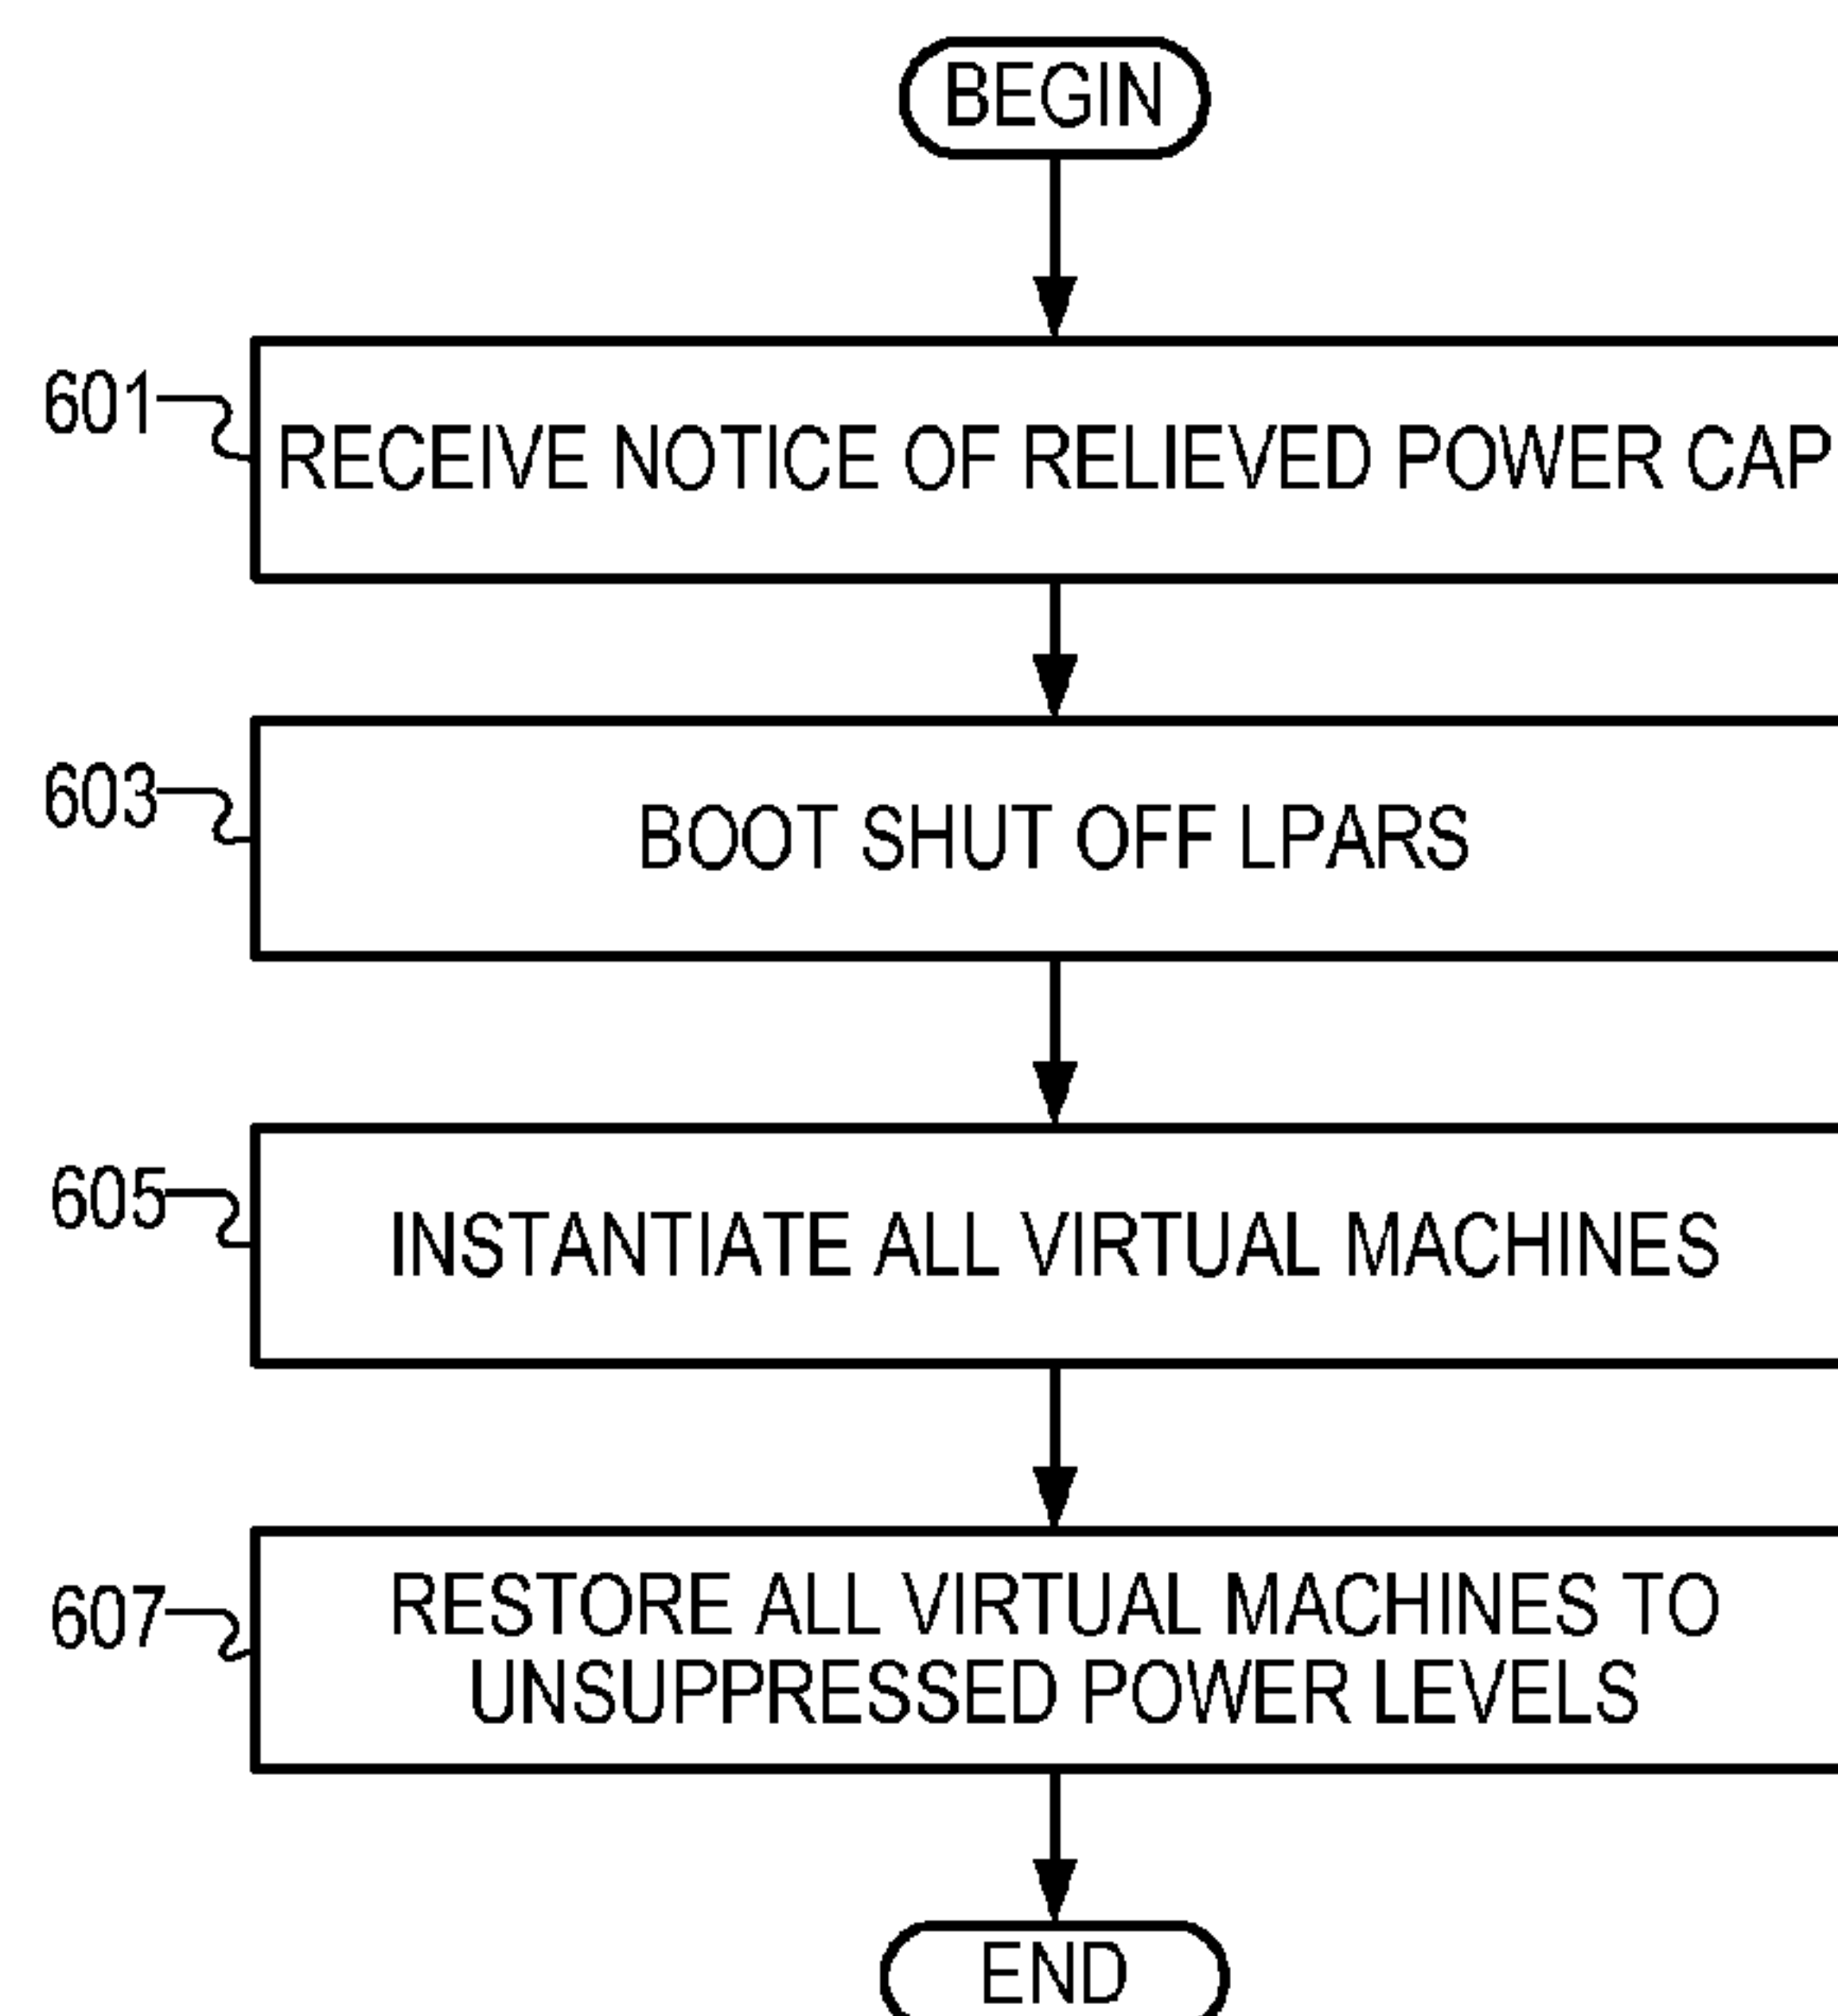 BEGIN
601
RECEIVE NOTICE OF RELIEVED POWER CAP
603
BOOT SHUT OFF LPARS
605
INSTANTIATE ALL VIRTUAL MACHINES
607
RESTORE ALL VIRTUAL MACHINES TO
UNSUPPRESSED POWER LEVELS
END